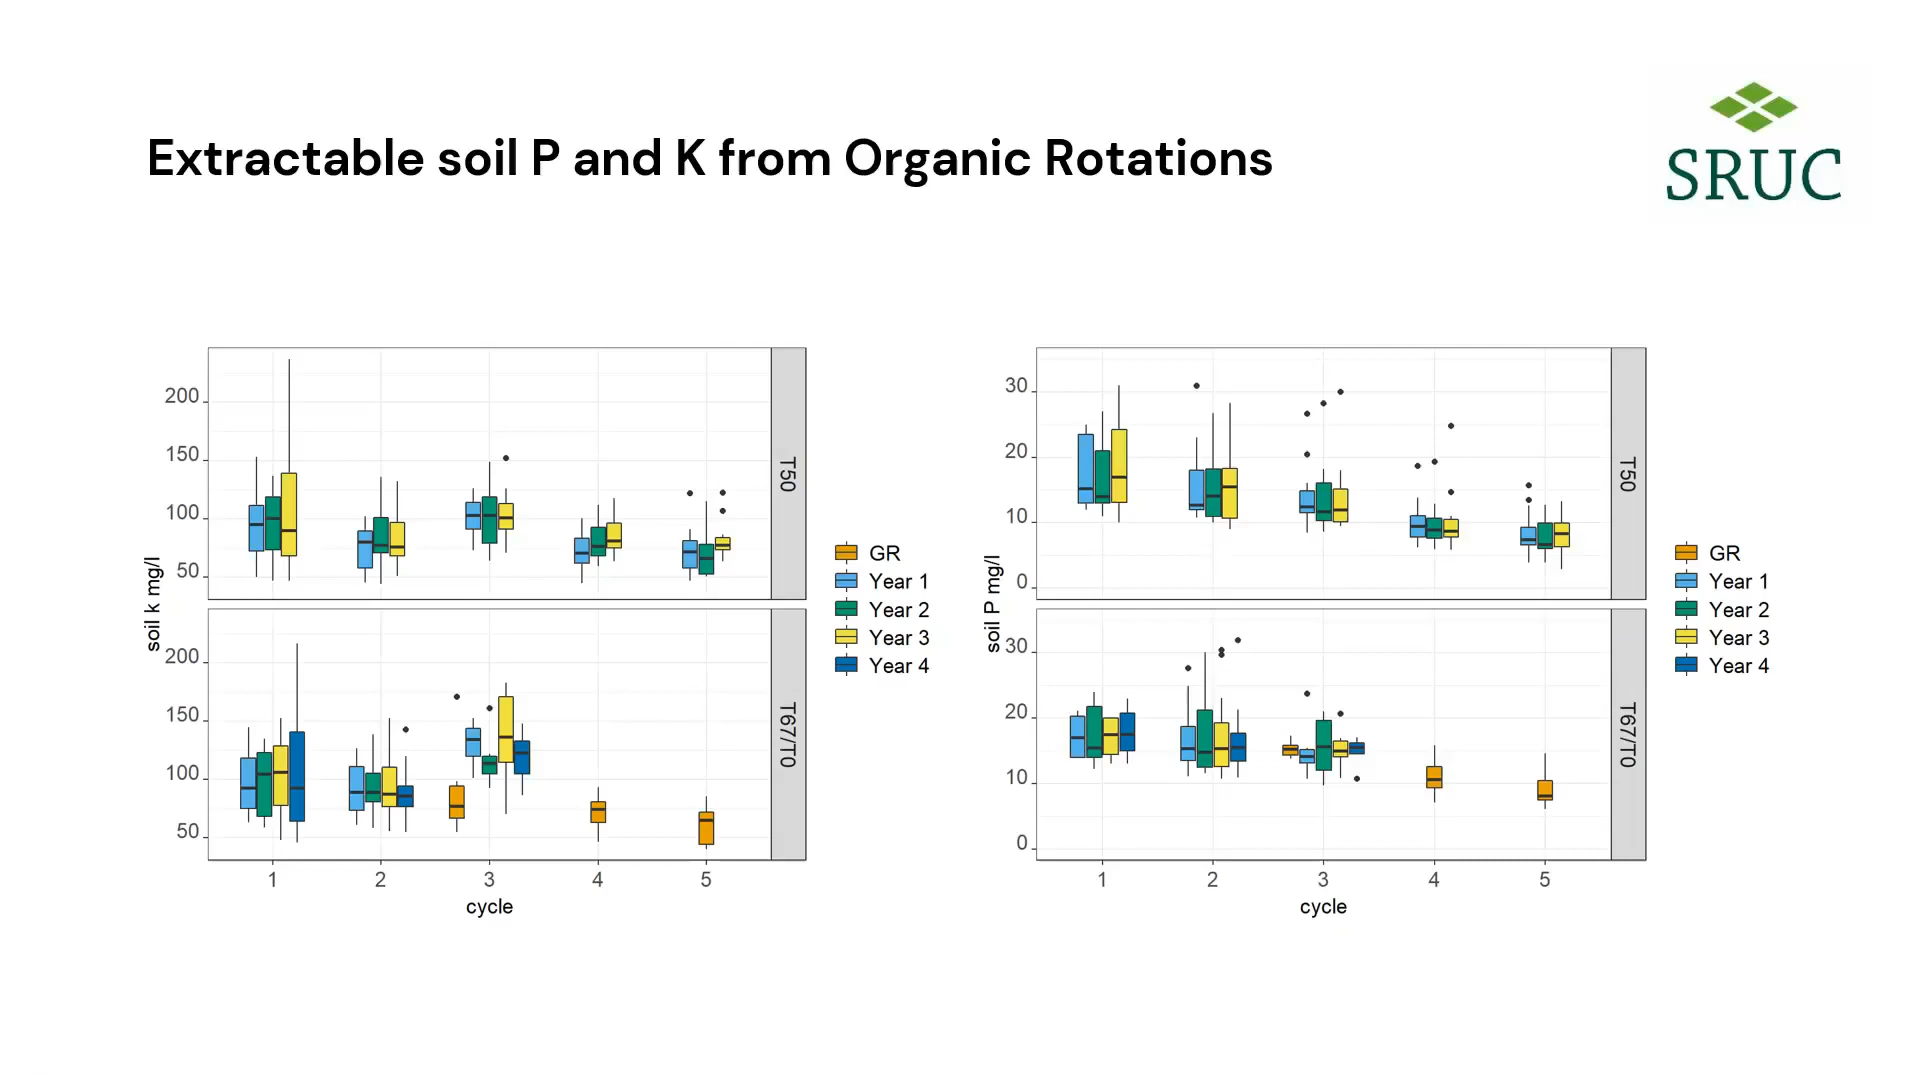 Extractable soil P and K from Organic Rotations
SRUC
soil k mg/l
200
150
100
50
T50
200
150
100
50
T67/T0
1 2 3 4 5
cycle
GR
Year 1
Year 2
Year 3
Year 4
soil P mg/l
30
20
10
0
T50
30
20
10
0
T67/T0
1 2 3 4 5
cycle
GR
Year 1
Year 2
Year 3
Year 4